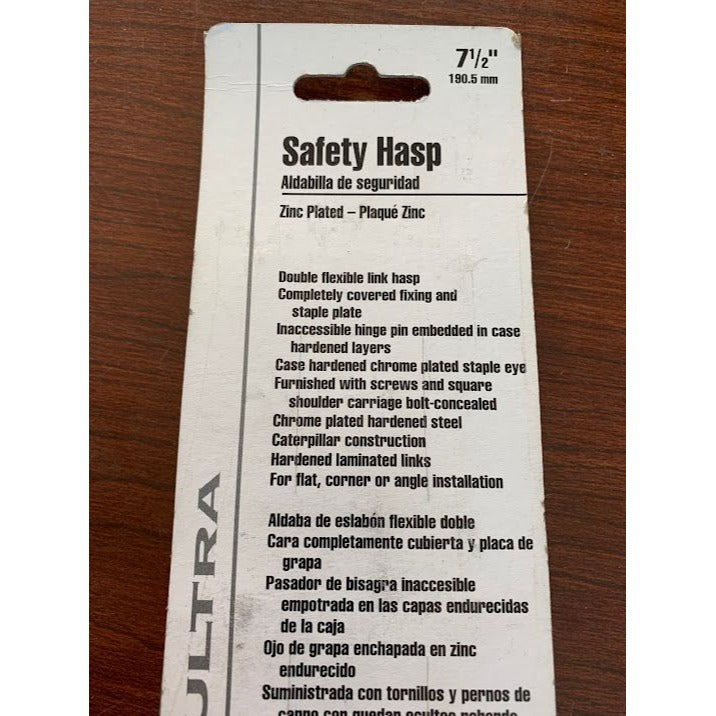 7 1/2"
190.5 mm
Safety Hasp
Aldabilla de seguridad
Zinc Plated – Plaqué Zinc
Double flexible link hasp
Completely covered fixing and
staple plate
Inaccessible hinge pin embedded in case
hardened layers
Case hardened chrome plated staple eye
Furnished with screws and square
shoulder carriage bolt-concealed
Chrome plated hardened steel
Caterpillar construction
Hardened laminated links
For flat, corner or angle installation
Aldaba de eslabón flexible doble
Cara completamente cubierta y placa de
grapa
Pasador de bisagra inaccesible
empotrada en las capas endurecidas
de la caja
Ojo de grapa enchapada en zinc
endurecido
Suministrada con tornillos y pernos de
ULTRA